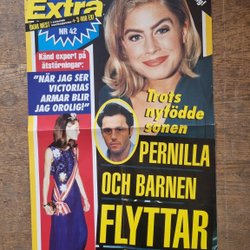 Extra
NR 42
Känd expert på
ätstörningar:
"NÄR JAG SER
VICTORIAS
ARMAR BLIR
JAG OROLIG!"
Trots
nyfödde
sonen
PERNILLA
OCH BARNEN
FLYTTAR